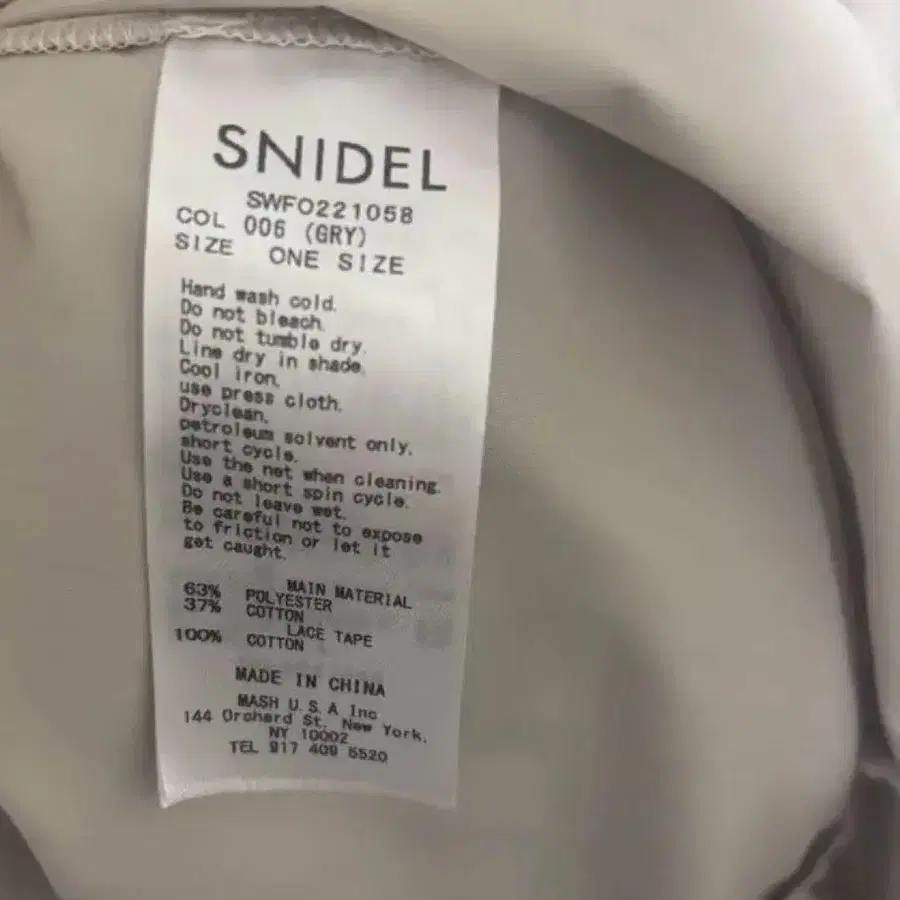 SNIDEL
SWFO221058
COL 006 (GRY)
SIZE ONE SIZE
Hand wash cold.
Do not bleach.
Do not tumble dry.
Line dry in shade.
Cool iron.
use press cloth.
Dryclean.
petroleum solvent only.
short cycle.
Use the net when cleaning.
Use a short spin cycle.
Do not leave wet.
Be careful not to expose
to friction or let it
get caught.
MAIN MATERIAL
63% POLYESTER
37% COTTON
LACE TAPE
100% COTTON
MADE IN CHINA
MASH U.S.A Inc
144 Orchard St, New York,
NY 10002
TEL 917 409 5520